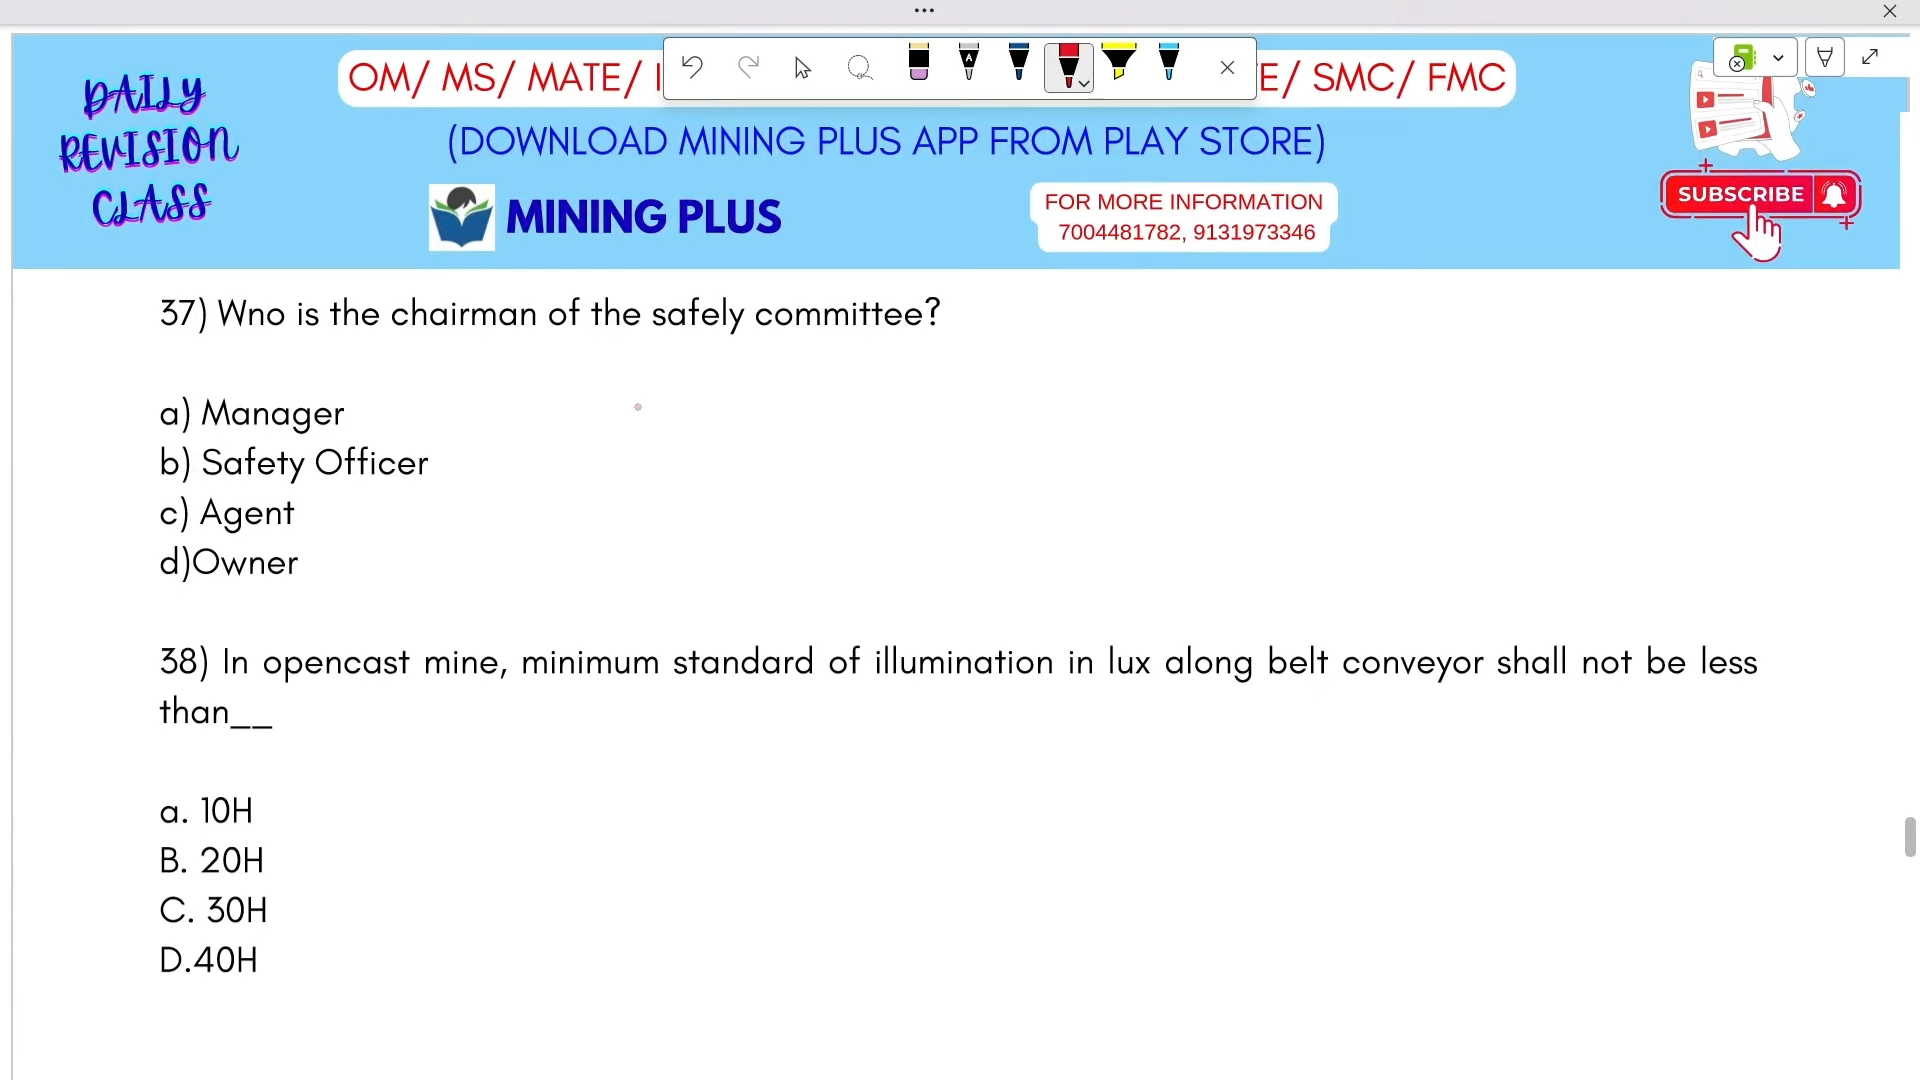 DAILY
REVISION
CLASS
OM/ MS/ MATE/
E/ SMC/ FMC
(DOWNLOAD MINING PLUS APP FROM PLAY STORE)
MINING PLUS
FOR MORE INFORMATION
7004481782, 9131973346
SUBSCRIBE
37) Wno is the chairman of the safely committee?
a) Manager
b) Safety Officer
c) Agent
d)Owner
38) In opencast mine, minimum standard of illumination in lux along belt conveyor shall not be less
than__
a. 10H
B. 20H
C. 30H
D.40H